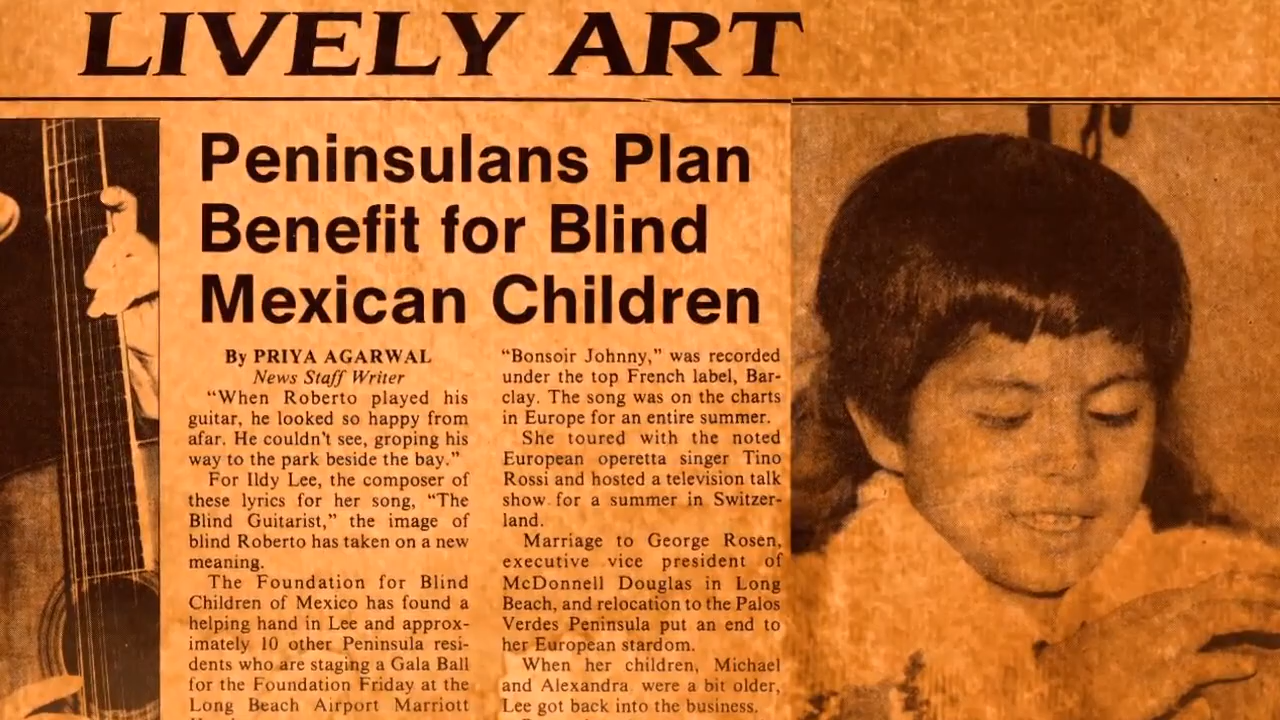 LIVELY ART
Peninsulans Plan
Benefit for Blind
Mexican Children
By PRIYA AGARWAL
News Staff Writer
“When Roberto played his
guitar, he looked so happy from
afar. He couldn't see, groping his
way to the park beside the bay.”
For Ildy Lee, the composer of
these lyrics for her song, “The
Blind Guitarist,” the image of
blind Roberto has taken on a new
meaning.
The Foundation for Blind
Children of Mexico has found a
helping hand in Lee and approx-
imately 10 other Peninsula resi-
dents who are staging a Gala Ball
for the Foundation Friday at the
Long Beach Airport Marriott
“Bonsoir Johnny,” was recorded
under the top French label, Bar-
clay. The song was on the charts
in Europe for an entire summer.
She toured with the noted
European operetta singer Tino
Rossi and hosted a television talk
show for a summer in Switzer-
land.
Marriage to George Rosen,
executive vice president of
McDonnell Douglas in Long
Beach, and relocation to the Palos
Verdes Peninsula put an end to
her European stardom.
When her children, Michael
and Alexandra were a bit older,
Lee got back into the business.